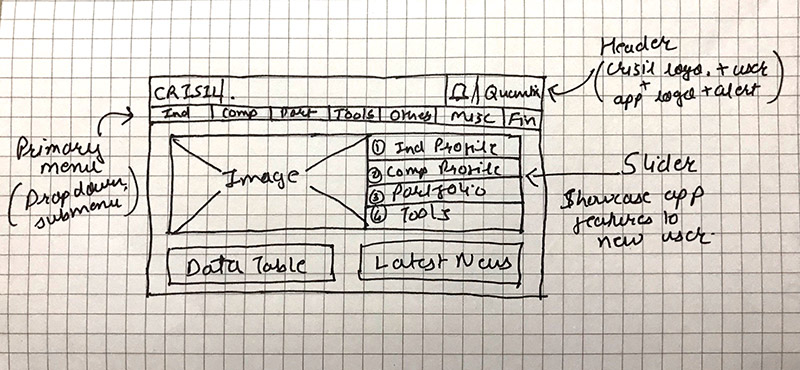 Header
(Crisil logo, + user
+
app logo + alert)
CRISIL
Quantix
Ind Comp Port Tools Others Misc Fin
Primary
menu
(Dropdown,
submenu)
Image
① Ind Profile
② Comp Profile
③ Portfolio
④ Tools
Slider
Showcase app
features to
new user.
Data Table
Latest News